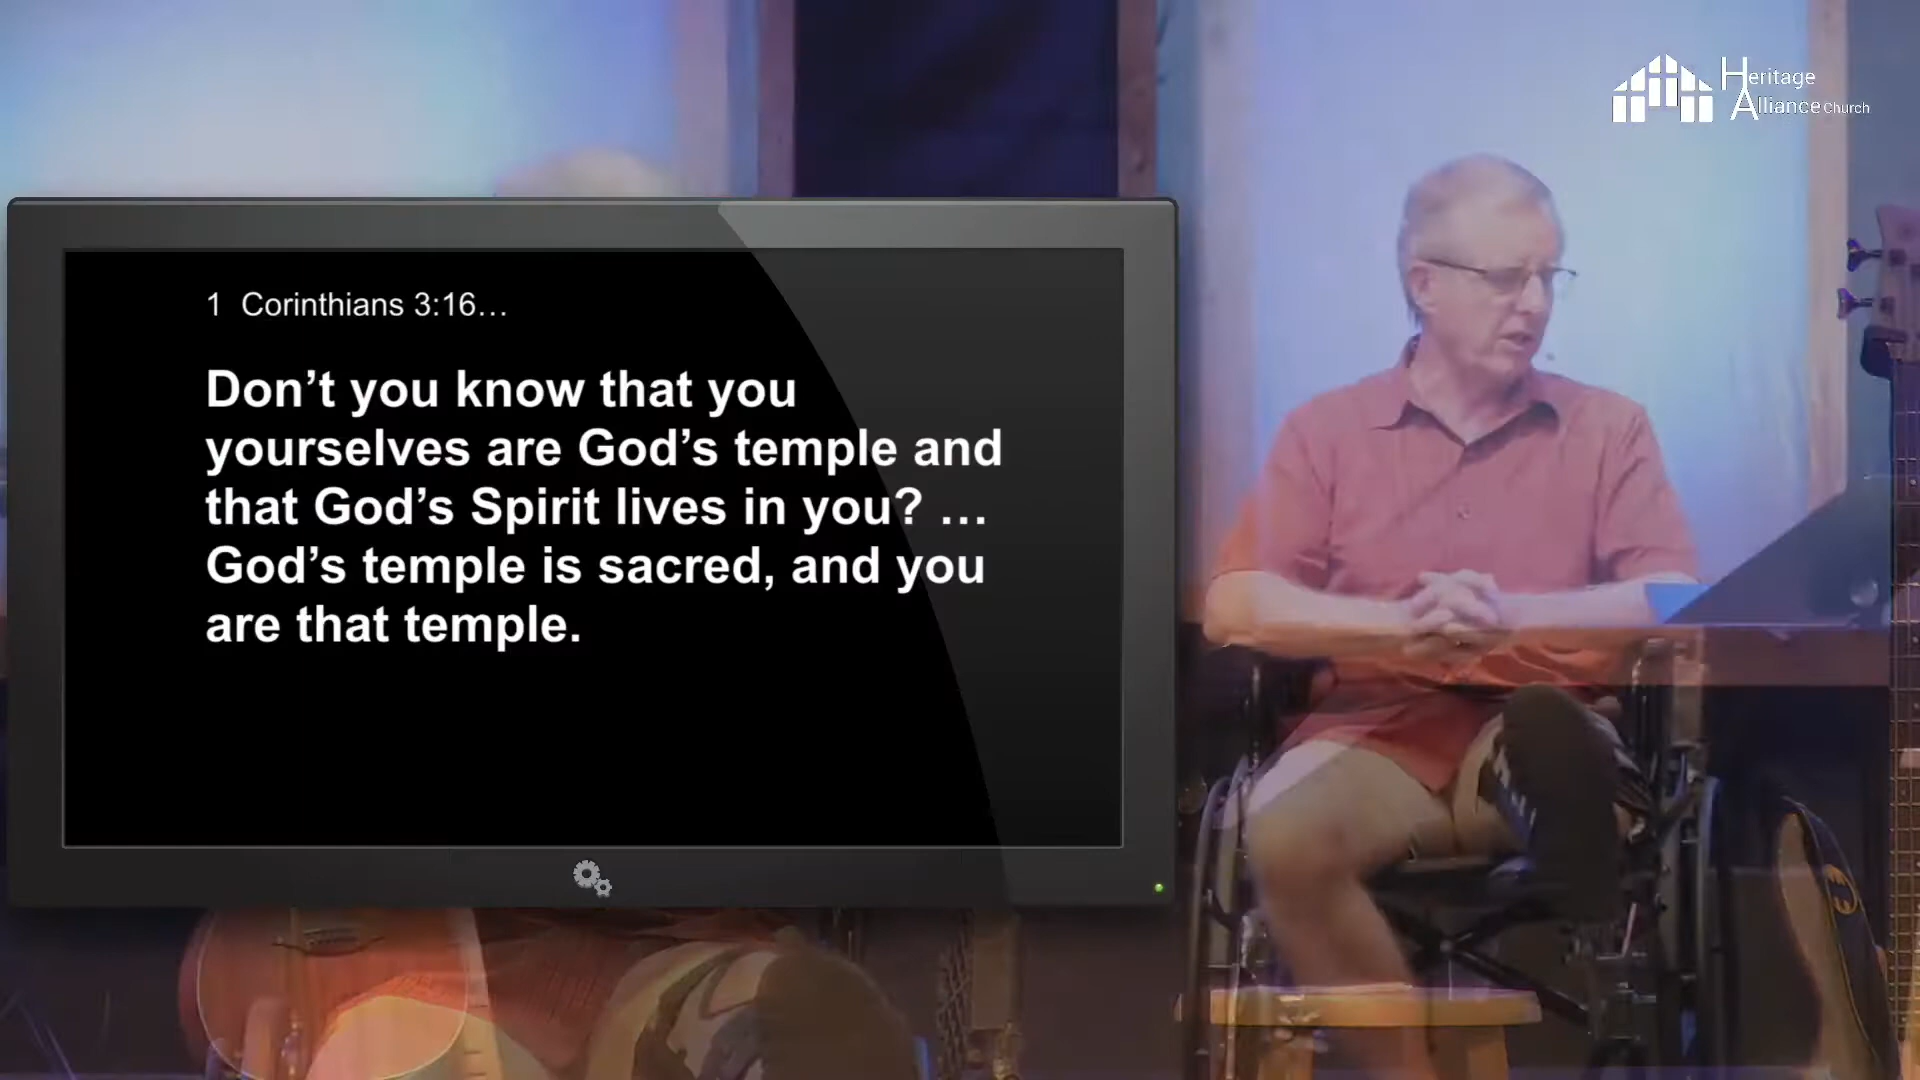 Heritage
Alliance Church
1 Corinthians 3:16…
Don’t you know that you
yourselves are God’s temple and
that God’s Spirit lives in you? …
God’s temple is sacred, and you
are that temple.